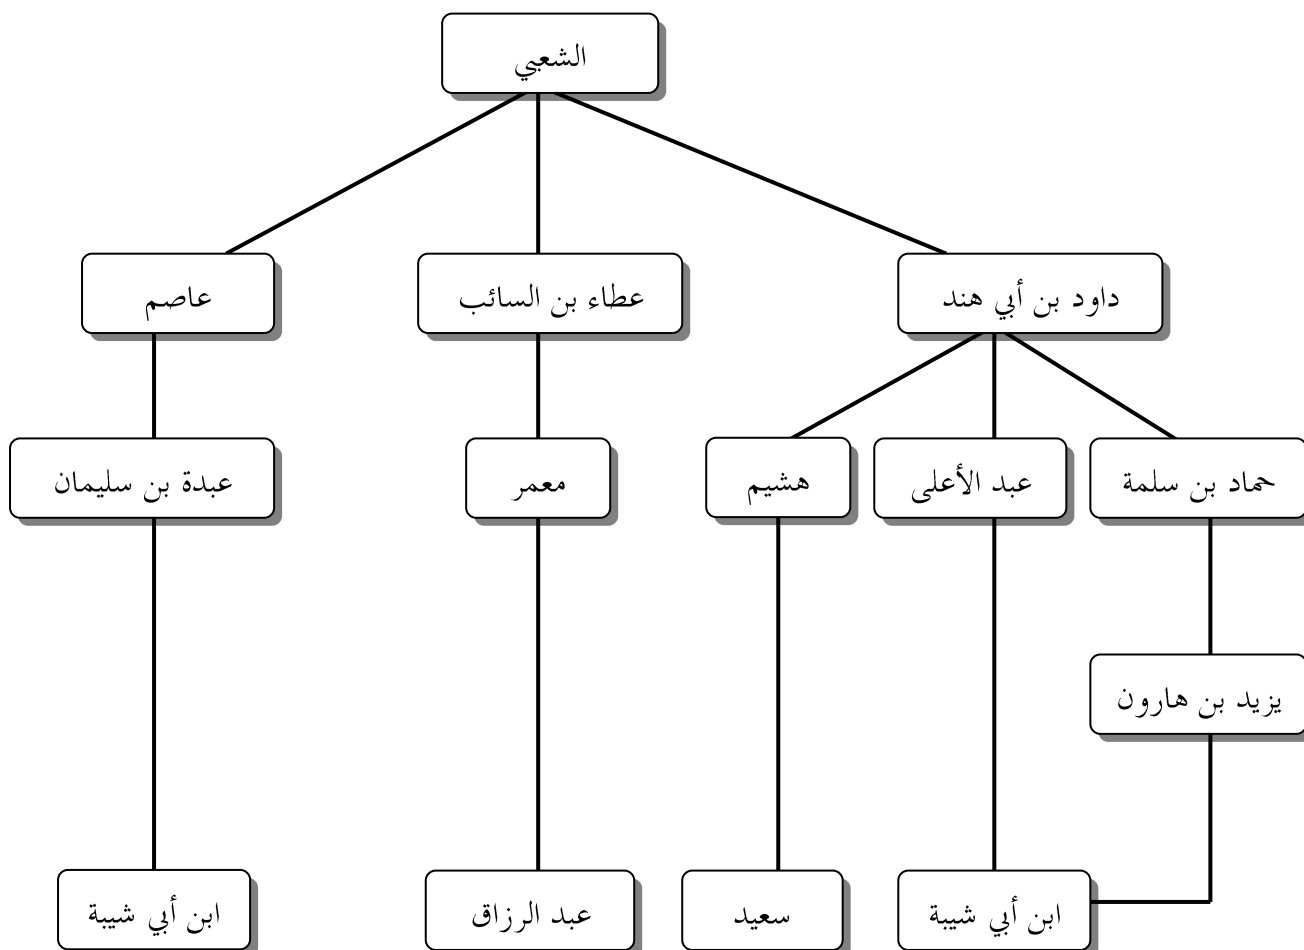 الشعبي
داود بن أبي هند
عطاء بن السائب
عاصم
حماد بن سلمة
عبد الأعلى
هشيم
معمر
عبدة بن سليمان
يزيد بن هارون
ابن أبي شيبة
سعيد
عبد الرزاق
ابن أبي شيبة